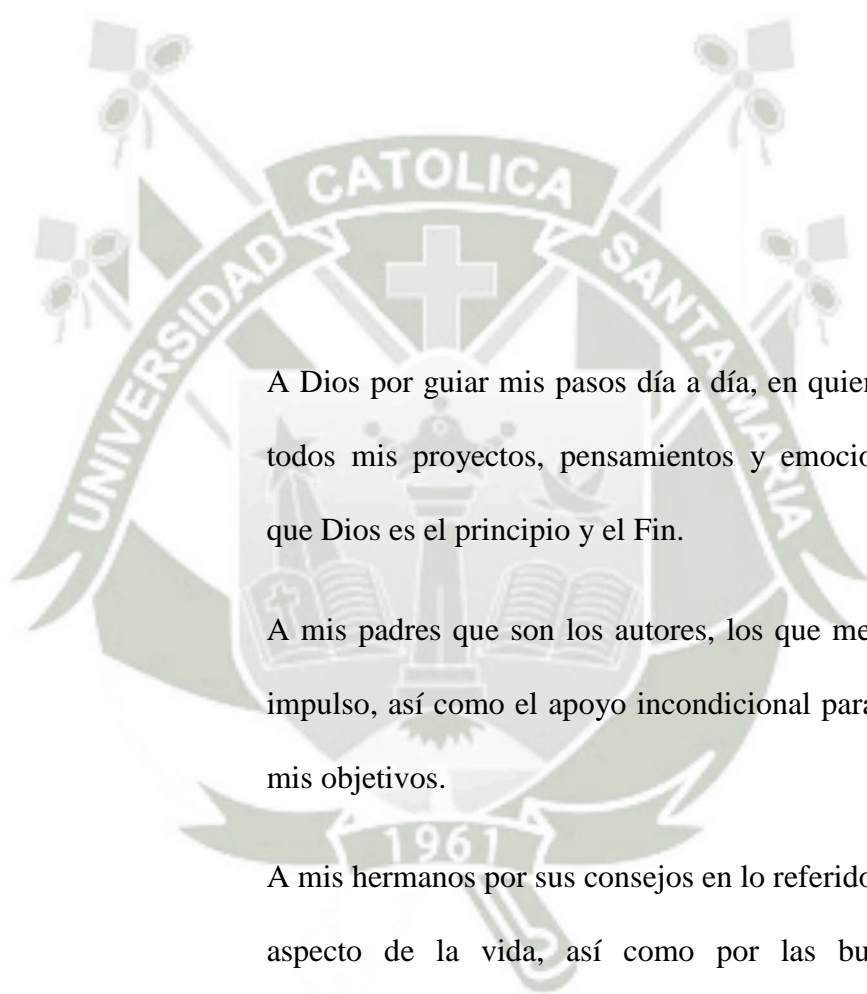 CATOLICA
UNIVERSIDAD
SANTA MARIA
A Dios por guiar mis pasos día a día, en quien
todos mis proyectos, pensamientos y
que Dios es el principio y el Fin.
A mis padres que son los autores, los que me
impulso, así como el apoyo incondicional para
mis objetivos.
1961
A mis hermanos por sus consejos en lo referido
aspecto de la vida, así como por las